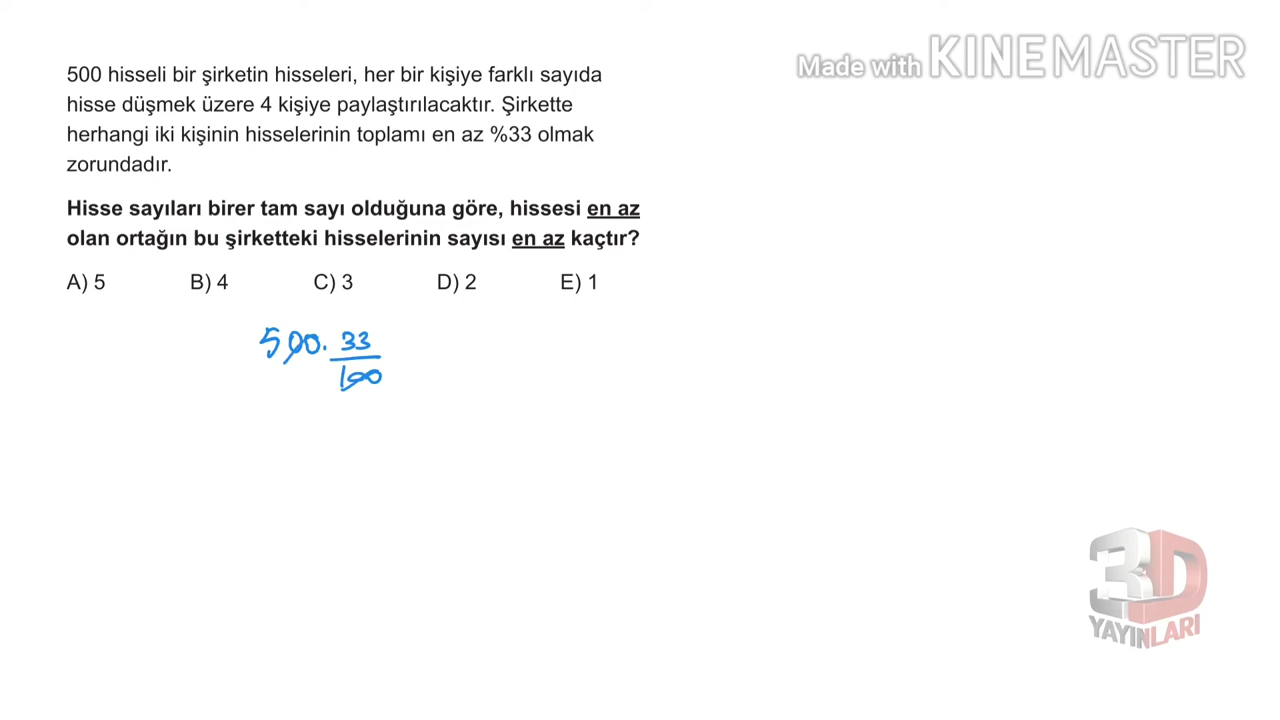 Made with KINEMASTER
500 hisseli bir şirketin hisseleri, her bir kişiye farklı sayıda
hisse düşmek üzere 4 kişiye paylaştırılacaktır. Şirkette
herhangi iki kişinin hisselerinin toplamı en az %33 olmak
zorundadır.
Hisse sayıları birer tam sayı olduğuna göre, hissesi en az
olan ortağın bu şirketteki hisselerinin sayısı en az kaçtır?
A) 5 B) 4 C) 3 D) 2 E) 1
500. 33
100
3D
YAYINLARI